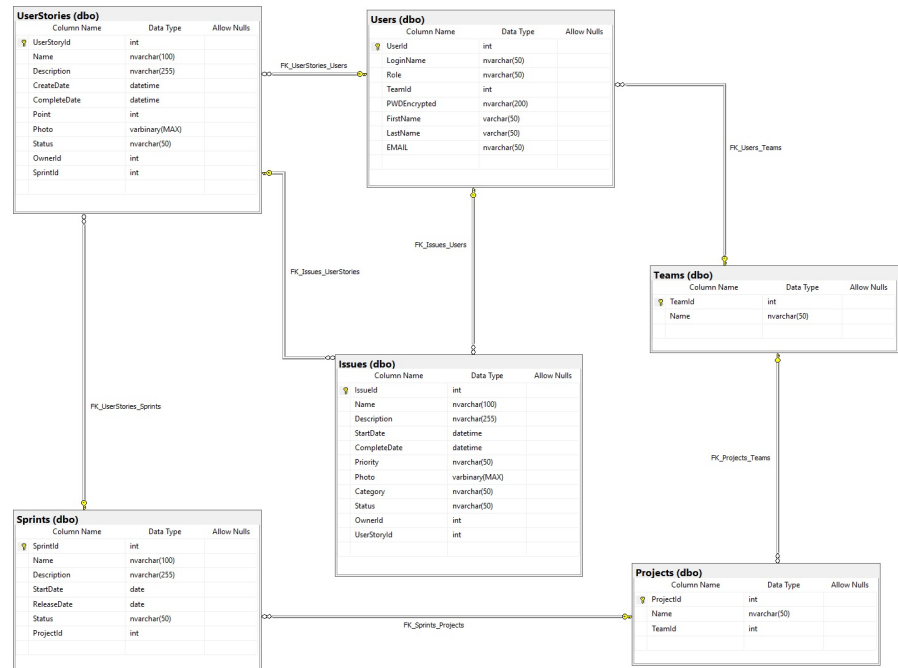 UserStories (dbo)
Column Name Data Type Allow Nulls
UserStoryId int
Name nvarchar(100)
Description nvarchar(255)
CreateDate datetime
CompleteDate datetime
Point int
Photo varbinary(MAX)
Status nvarchar(50)
OwnerId int
SprintId int
FK_UserStories_Users
Users (dbo)
Column Name Data Type Allow Nulls
UserId int
LoginName nvarchar(50)
Role nvarchar(50)
TeamId int
PWDEncrypted nvarchar(200)
FirstName varchar(50)
LastName varchar(50)
EMAIL nvarchar(50)
FK_Users_Teams
FK_Issues_Users
FK_Issues_UserStories
Teams (dbo)
Column Name Data Type Allow Nulls
TeamId int
Name nvarchar(50)
Issues (dbo)
Column Name Data Type Allow Nulls
IssueId int
Name nvarchar(100)
Description nvarchar(255)
StartDate datetime
CompleteDate datetime
Priority nvarchar(50)
Photo varbinary(MAX)
Category nvarchar(50)
Status nvarchar(50)
OwnerId int
UserStoryId int
FK_UserStories_Sprints
FK_Projects_Teams
Sprints (dbo)
Column Name Data Type Allow Nulls
SprintId int
Name nvarchar(100)
Description nvarchar(255)
StartDate date
ReleaseDate date
Status nvarchar(50)
ProjectId int
FK_Sprints_Projects
Projects (dbo)
Column Name Data Type Allow Nulls
ProjectId int
Name nvarchar(50)
TeamId int